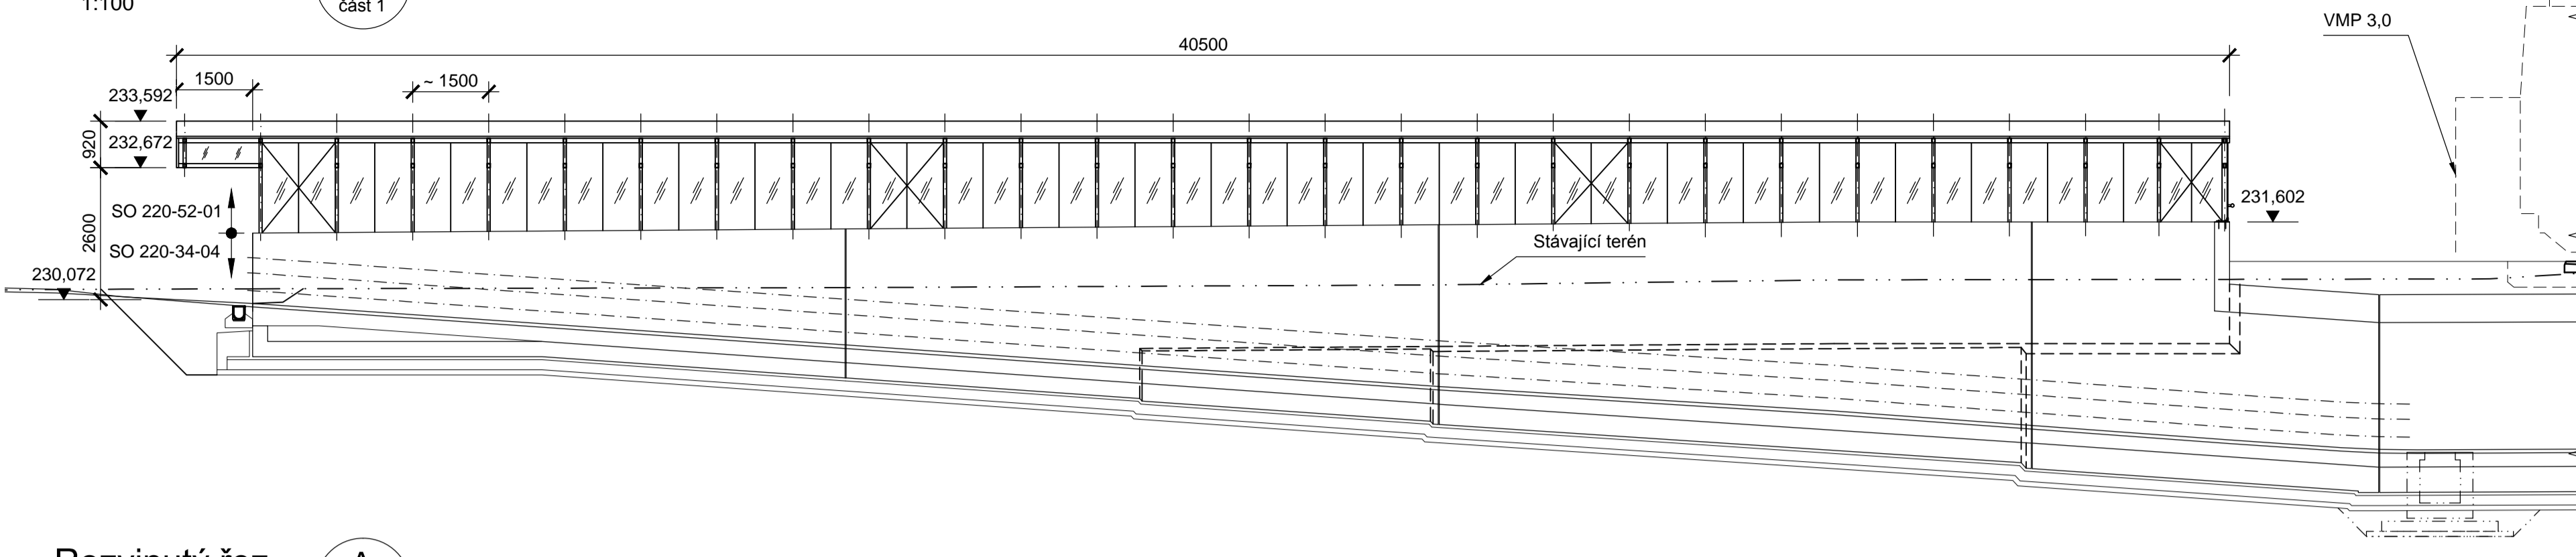 1:100
část 1
VMP 3,0
40500
1500
~ 1500
233,592
920
232,672
SO 220-52-01
231,602
2600
SO 220-34-04
Stávající terén
230,072
Rozvinutý řez
A